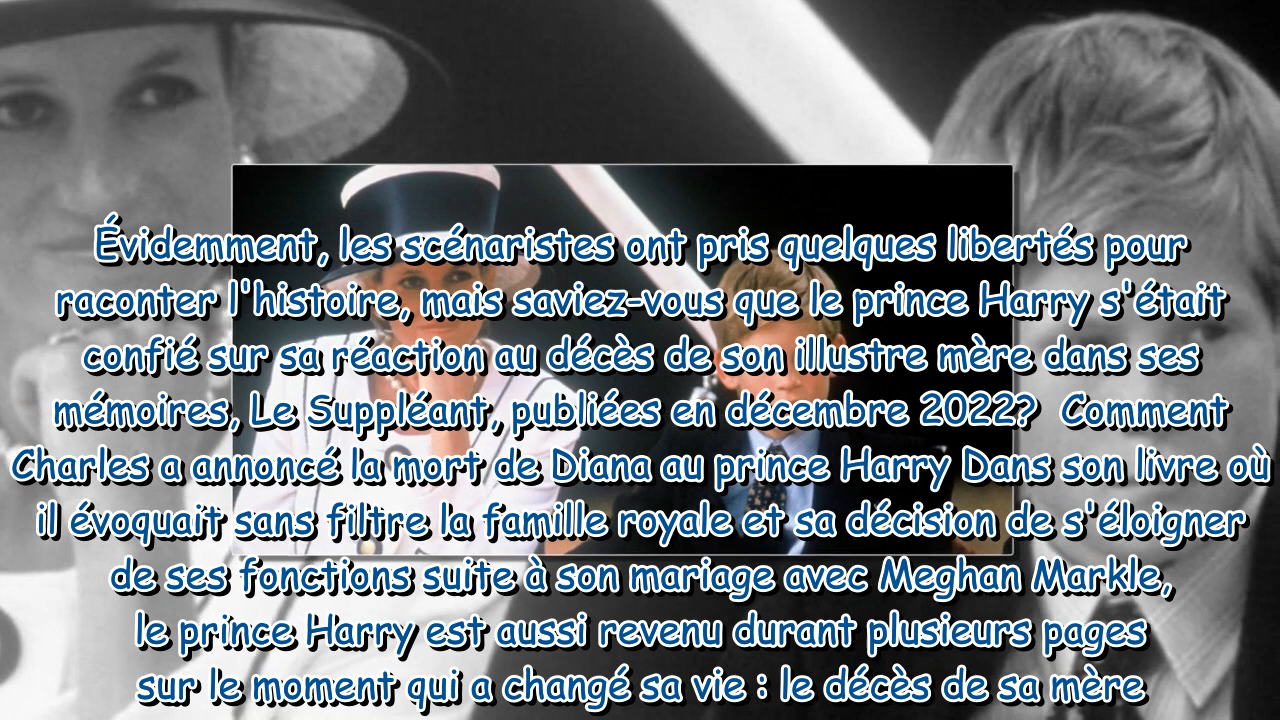 Évidemment, les scénaristes ont pris quelques libertés pour
raconter l'histoire, mais saviez-vous que le prince Harry s'était
confié sur sa réaction au décès de son illustre mère dans ses
mémoires, Le Suppléant, publiées en décembre 2022?  Comment
Charles a annoncé la mort de Diana au prince Harry Dans son livre où
il évoquait sans filtre la famille royale et sa décision de s'éloigner
de ses fonctions suite à son mariage avec Meghan Markle,
le prince Harry est aussi revenu durant plusieurs pages
sur le moment qui a changé sa vie : le décès de sa mère